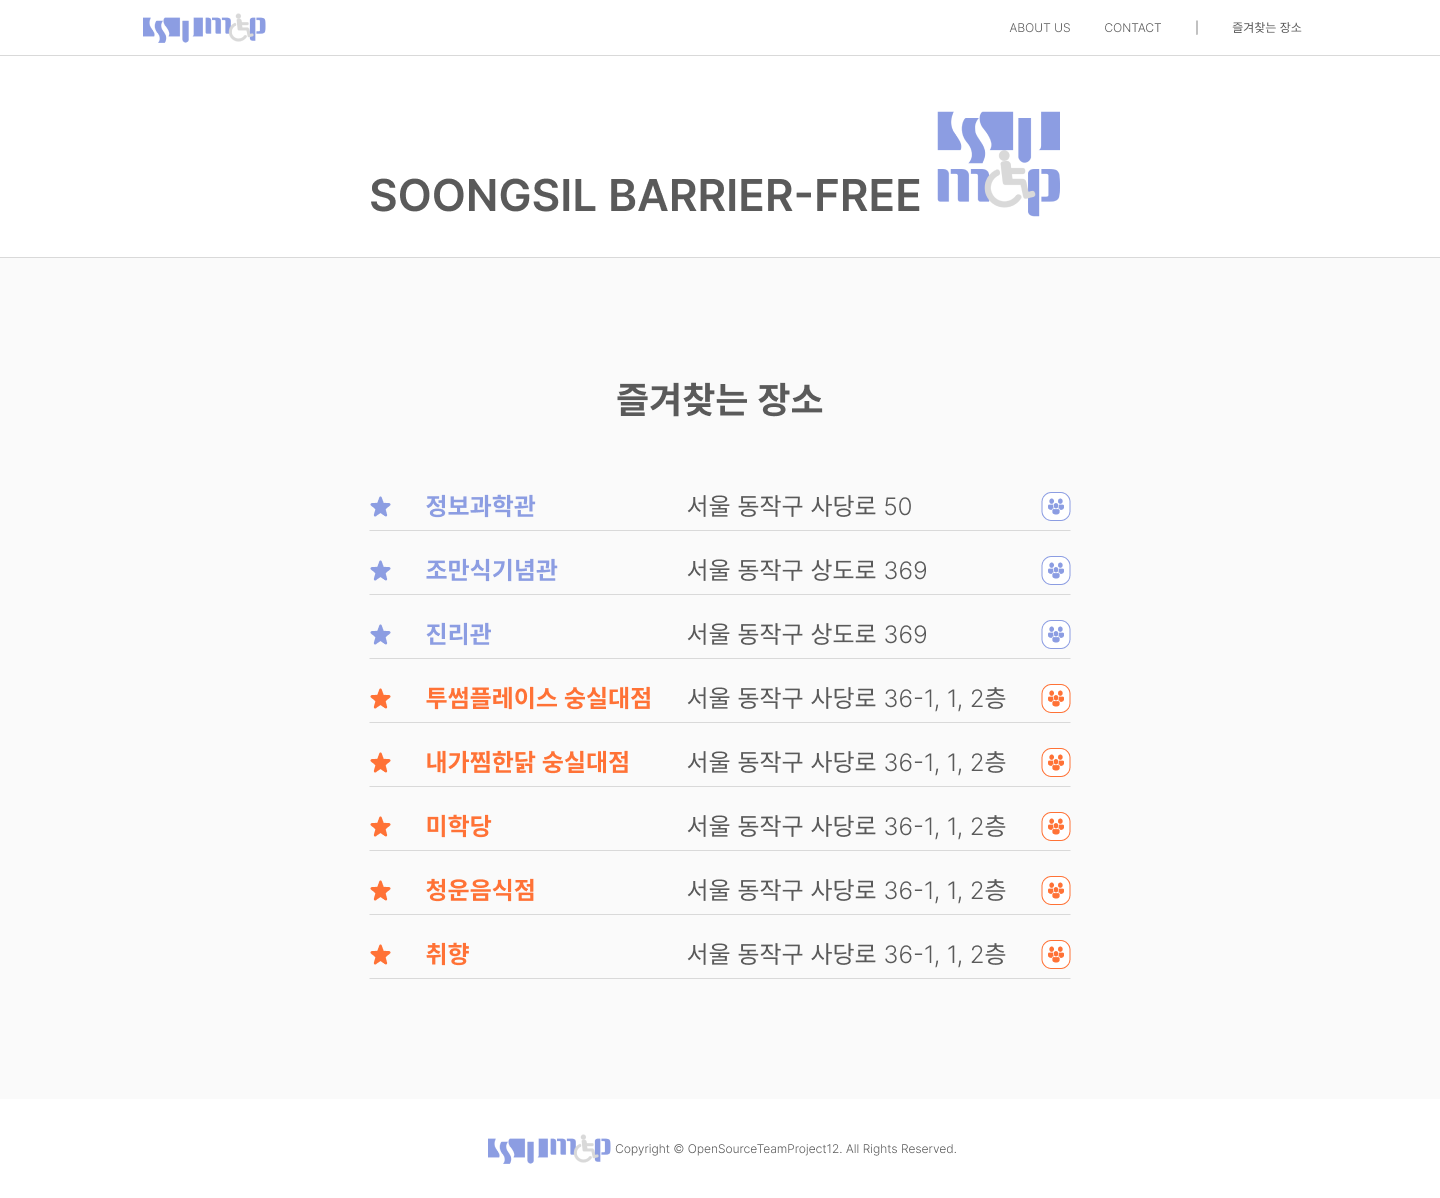 ssu map
ABOUT US CONTACT | 즐겨찾는 장소
SOONGSIL BARRIER-FREE ssu map
즐겨찾는 장소
정보과학관 서울 동작구 사당로 50
조만식기념관 서울 동작구 상도로 369
진리관 서울 동작구 상도로 369
투썸플레이스 숭실대점 서울 동작구 사당로 36-1, 1, 2층
내가찜한닭 숭실대점 서울 동작구 사당로 36-1, 1, 2층
미학당 서울 동작구 사당로 36-1, 1, 2층
청운음식점 서울 동작구 사당로 36-1, 1, 2층
취향 서울 동작구 사당로 36-1, 1, 2층
ssu map Copyright © OpenSourceTeamProject12. All Rights Reserved.